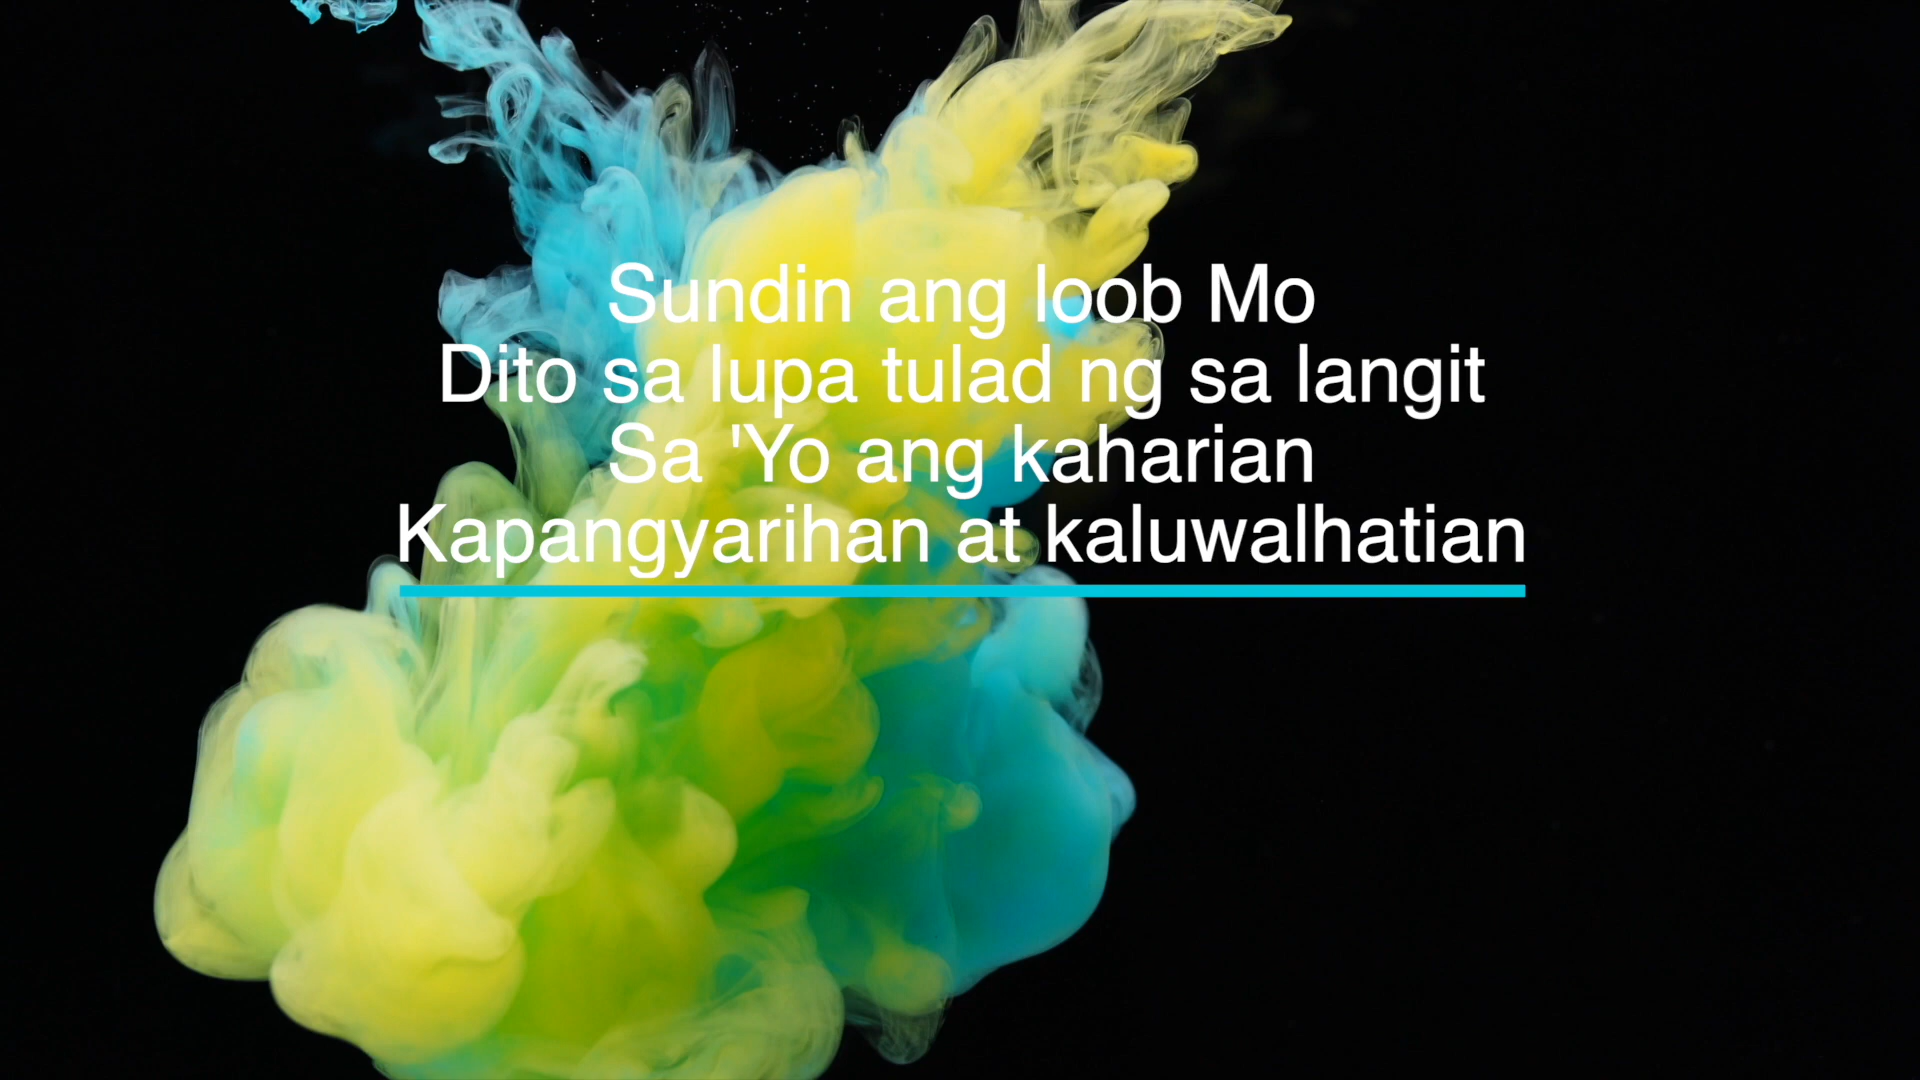 Sundin ang loob Mo
Dito sa lupa tulad ng sa langit
Sa 'Yo ang kaharian
Kapangyarihan at kaluwalhatian